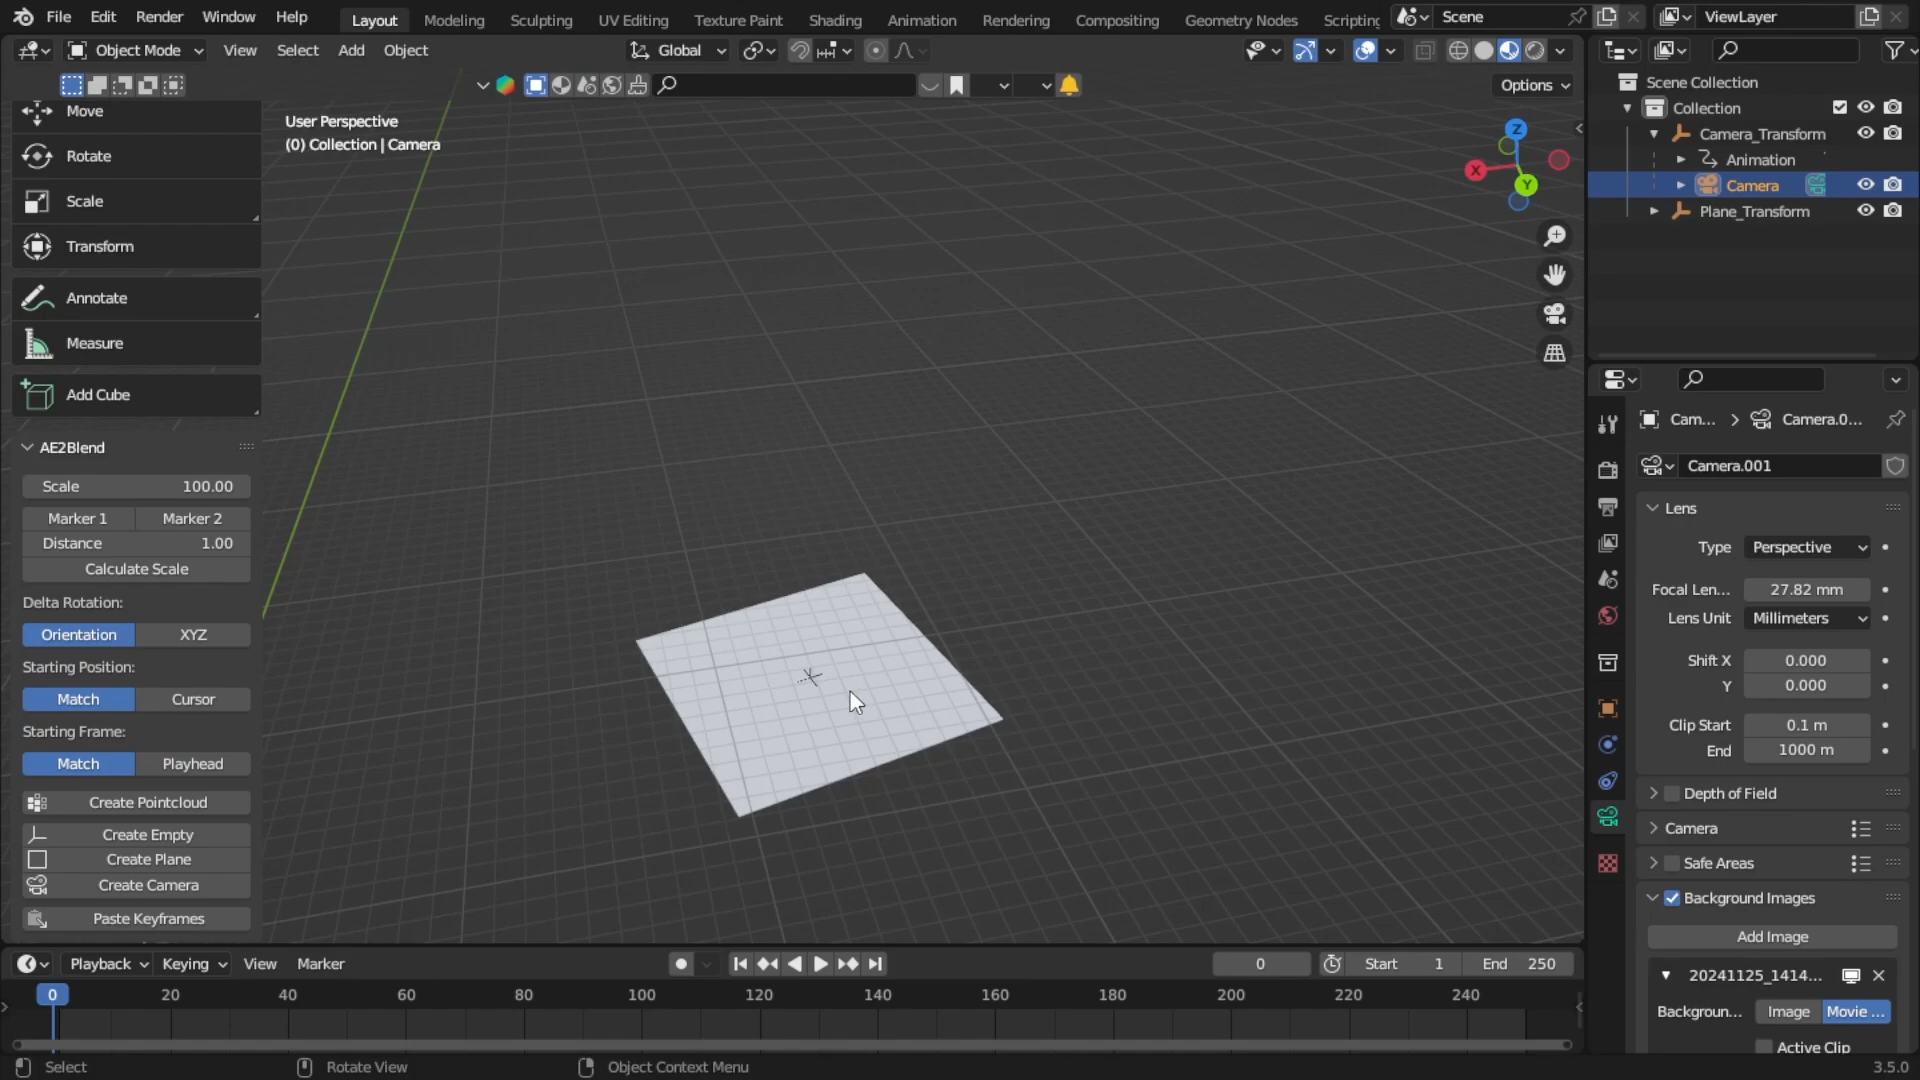 File Edit Render Window Help Layout Modeling Sculpting UV Editing Texture Paint Shading Animation Rendering Compositing Geometry Nodes Scripting Scene ViewLayer
Object Mode View Select Add Object Global
Options
User Perspective
(0) Collection | Camera
Move
Rotate
Scale
Transform
Annotate
Measure
Add Cube
AE2Blend
Scale 100.00
Marker 1 Marker 2
Distance 1.00
Calculate Scale
Delta Rotation:
Orientation XYZ
Starting Position:
Match Cursor
Starting Frame:
Match Playhead
Create Pointcloud
Create Empty
Create Plane
Create Camera
Paste Keyframes
Z
X
Y
Scene Collection
Collection
Camera_Transform
Animation
Camera
Plane_Transform
Cam... > Camera.0...
Camera.001
Lens
Type Perspective
Focal Len... 27.82 mm
Lens Unit Millimeters
Shift X 0.000
Y 0.000
Clip Start 0.1 m
End 1000 m
Depth of Field
Camera
Safe Areas
Background Images
Add Image
20241125_1414...
Backgroun... Image Movie ...
Active Clip
Playback Keying View Marker 0 Start 1 End 250
0 20 40 60 80 100 120 140 160 180 200 220 240
Select Rotate View Object Context Menu 3.5.0